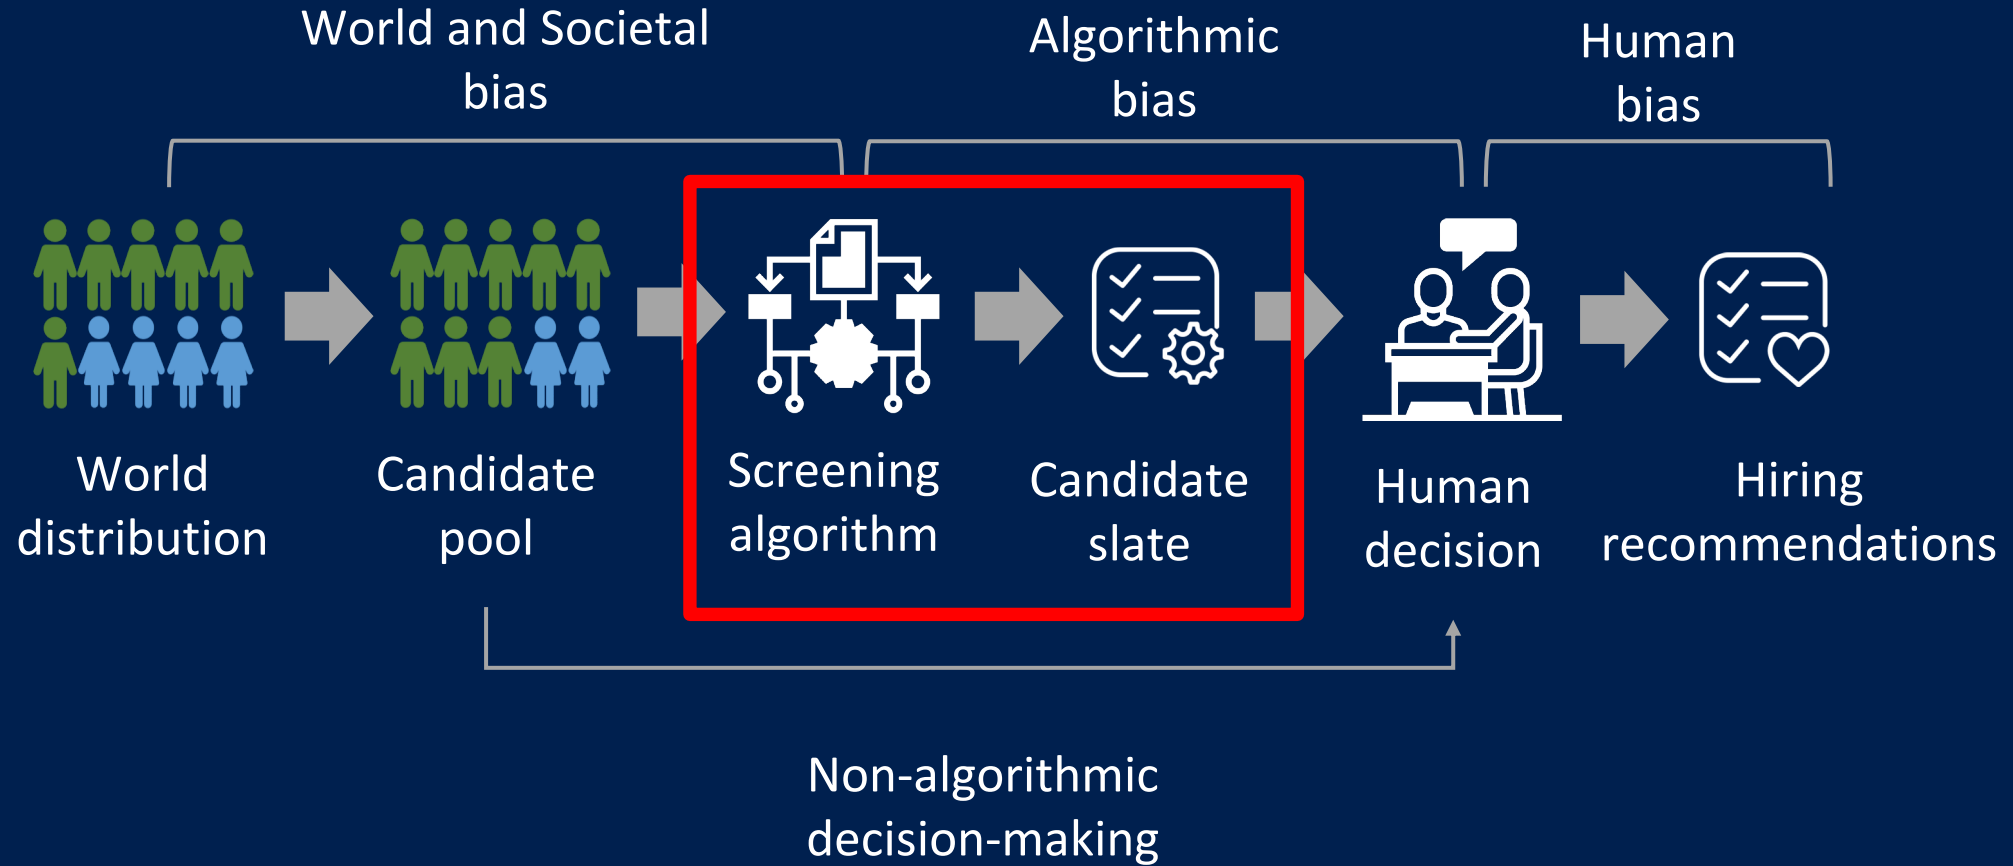 World and Societal
bias
Algorithmic
bias
Human
bias
World
distribution
Candidate
pool
Screening
algorithm
Candidate
slate
Human
decision
Hiring
recommendations
Non-algorithmic
decision-making